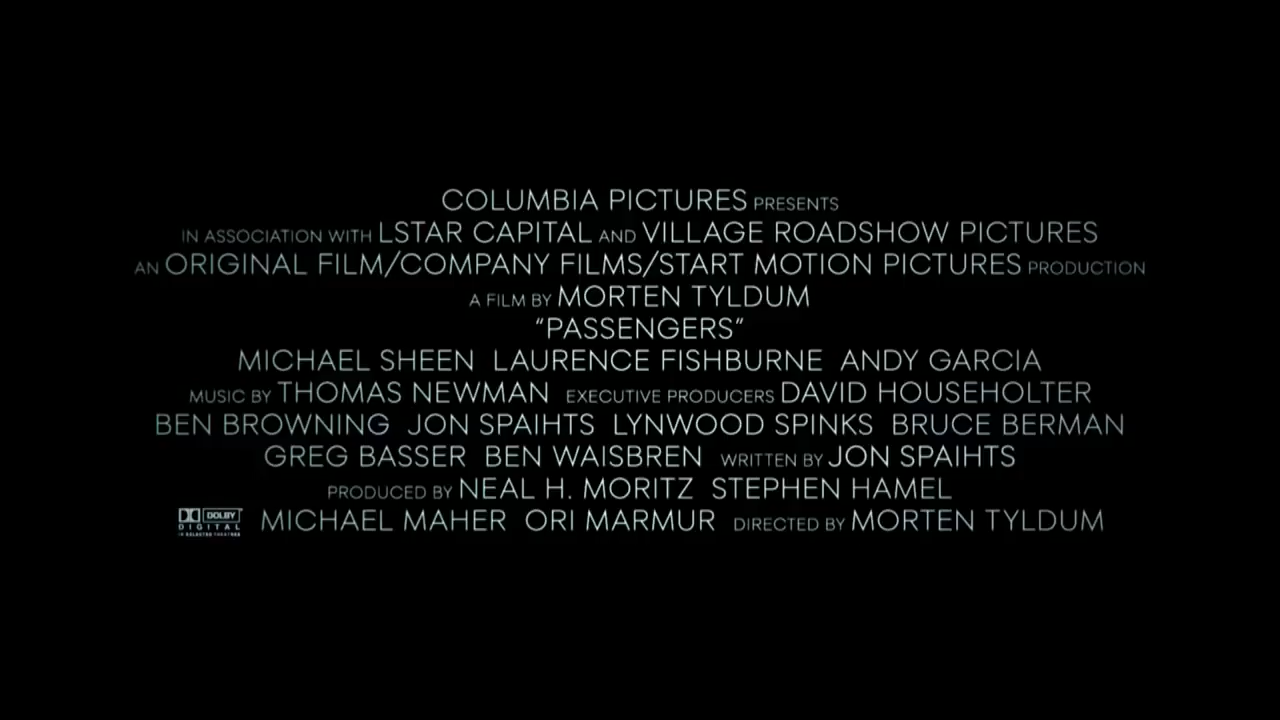 COLUMBIA PICTURES PRESENTS
IN ASSOCIATION WITH LSTAR CAPITAL AND VILLAGE ROADSHOW PICTURES
AN ORIGINAL FILM/COMPANY FILMS/START MOTION PICTURES PRODUCTION
A FILM BY MORTEN TYLDUM
“PASSENGERS”
MICHAEL SHEEN LAURENCE FISHBURNE ANDY GARCIA
MUSIC BY THOMAS NEWMAN EXECUTIVE PRODUCERS DAVID HOUSEHOLTER
BEN BROWNING JON SPAIHTS LYNWOOD SPINKS BRUCE BERMAN
GREG BASSER BEN WAISBREN WRITTEN BY JON SPAIHTS
PRODUCED BY NEAL H. MORITZ STEPHEN HAMEL
MICHAEL MAHER ORI MARMUR DIRECTED BY MORTEN TYLDUM
DOLBY
DIGITAL
IN SELECTED THEATRES